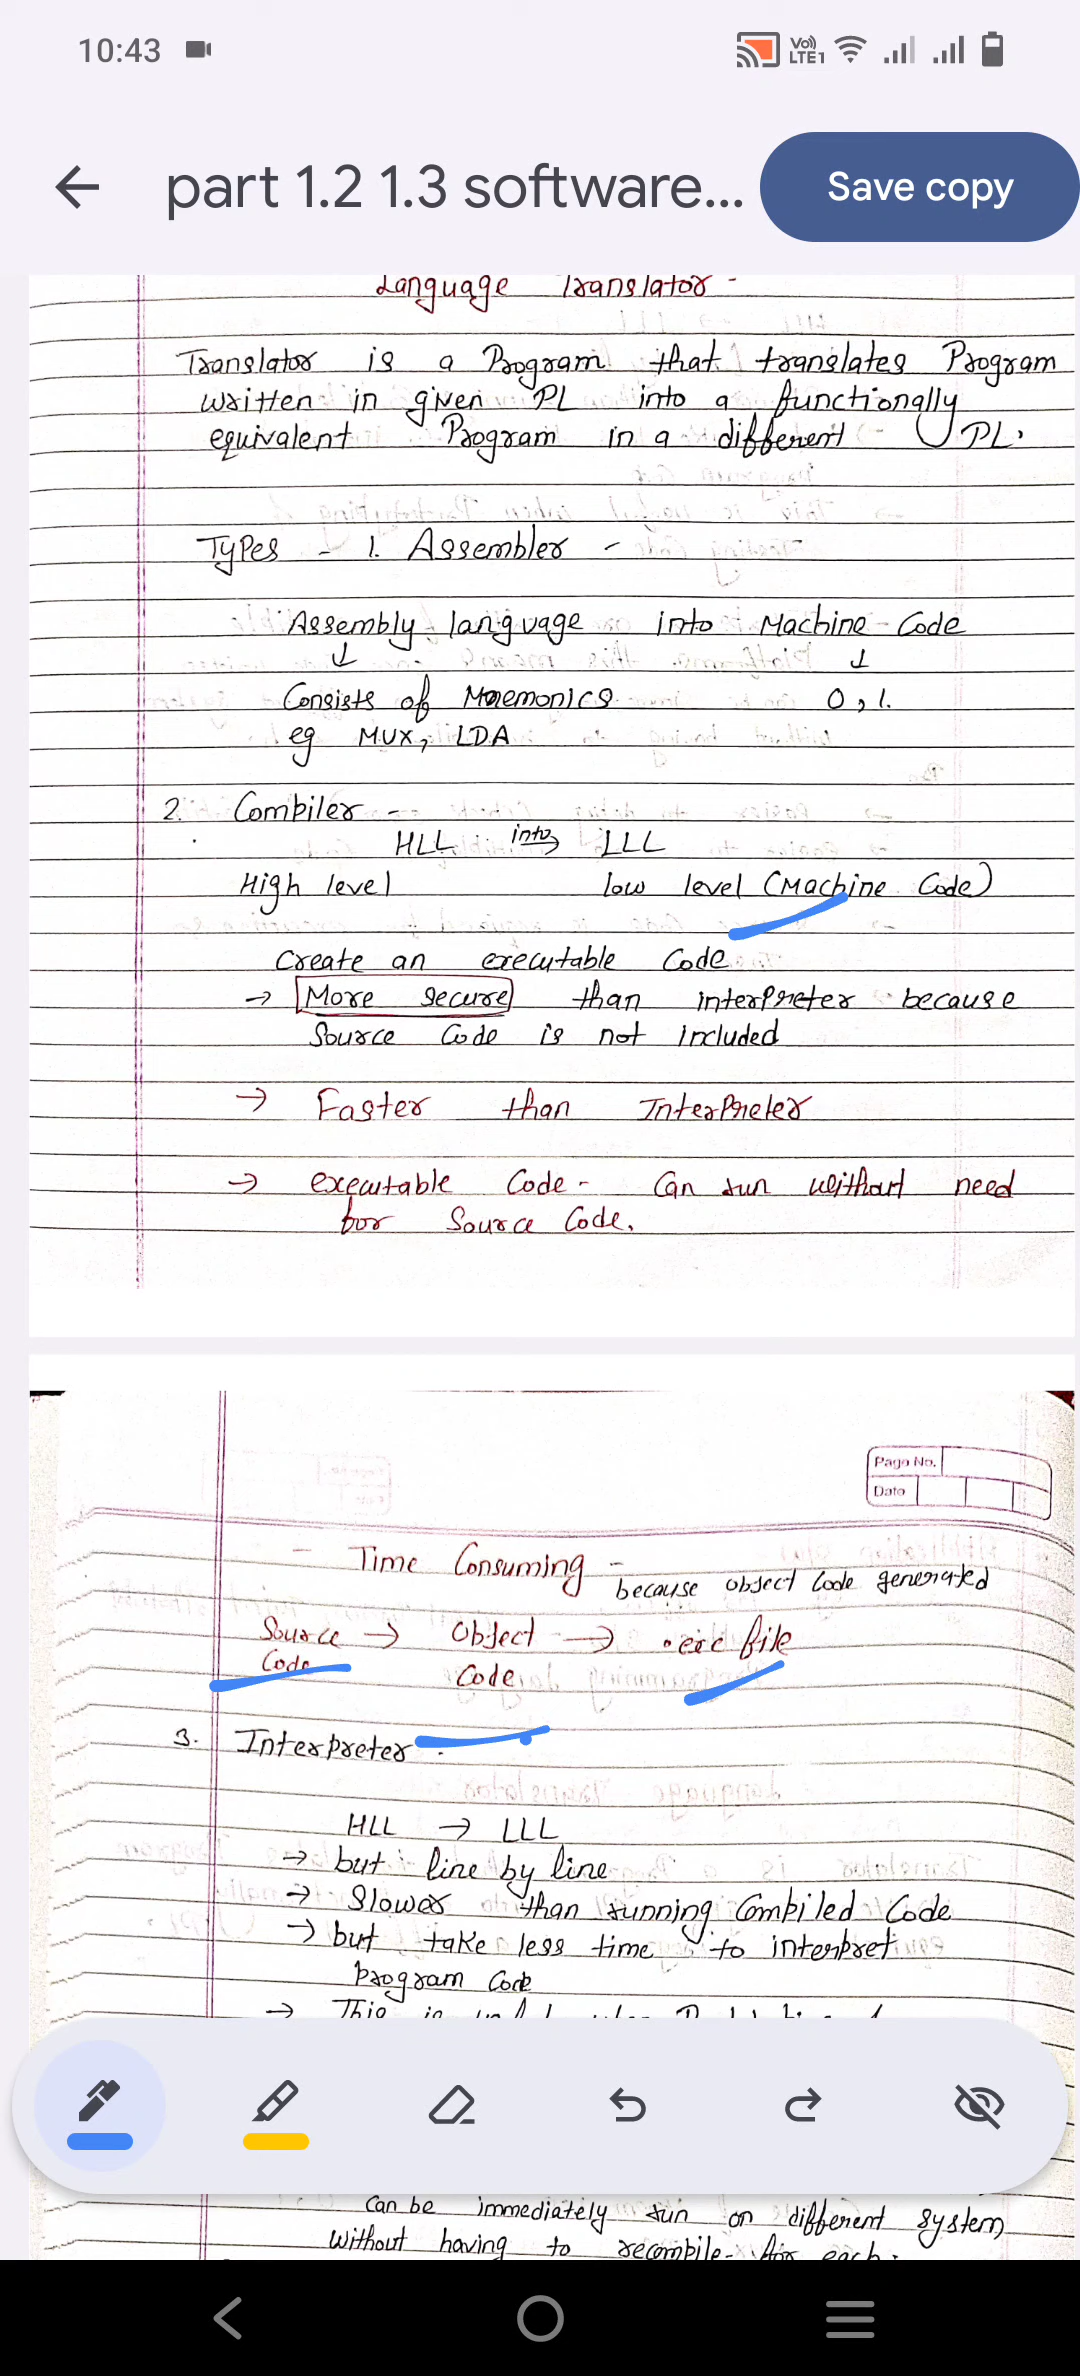 10:43
Vo) LTE1
part 1.2 1.3 software...
Save copy
Language Translator -
Translator is a Program that translates Program
written in given PL into a functionally
equivalent Program in a different PL.
Types - 1. Assembler -
Assembly language into Machine Code
↓ ↓
Consists of Mnemonics 0, 1.
eg MUX, LDA
2. Compiler -
HLL into LLL
High level low level (Machine Code)
Create an executable Code
→ More secure than interpreter because
Source Code is not included
→ Faster than Interpreter
→ executable Code - Can run without need
for Source Code.
Page No.
Date
- Time Consuming - because object Code generated
Source → Object → .exe file
Code Code
3. Interpreter
HLL → LLL
→ but line by line
→ Slower than running Compiled Code
→ but take less time to interpret
program Code
→ This is
Can be immediately run on different system
without having to recompile for each.